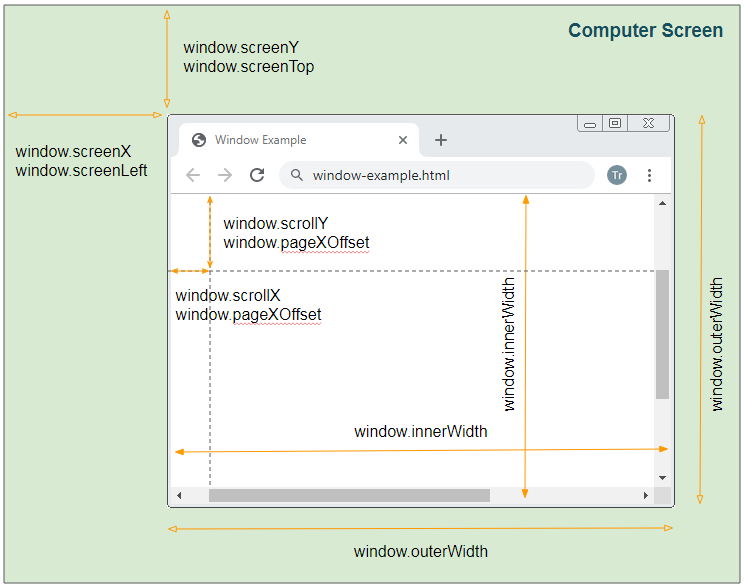 Computer Screen
window.screenY
window.screenTop
window.screenX
window.screenLeft
Window Example
window-example.html
Tr
window.scrollY
window.pageXOffset
window.scrollX
window.pageXOffset
window.innerWidth
window.outerWidth
window.innerWidth
window.outerWidth